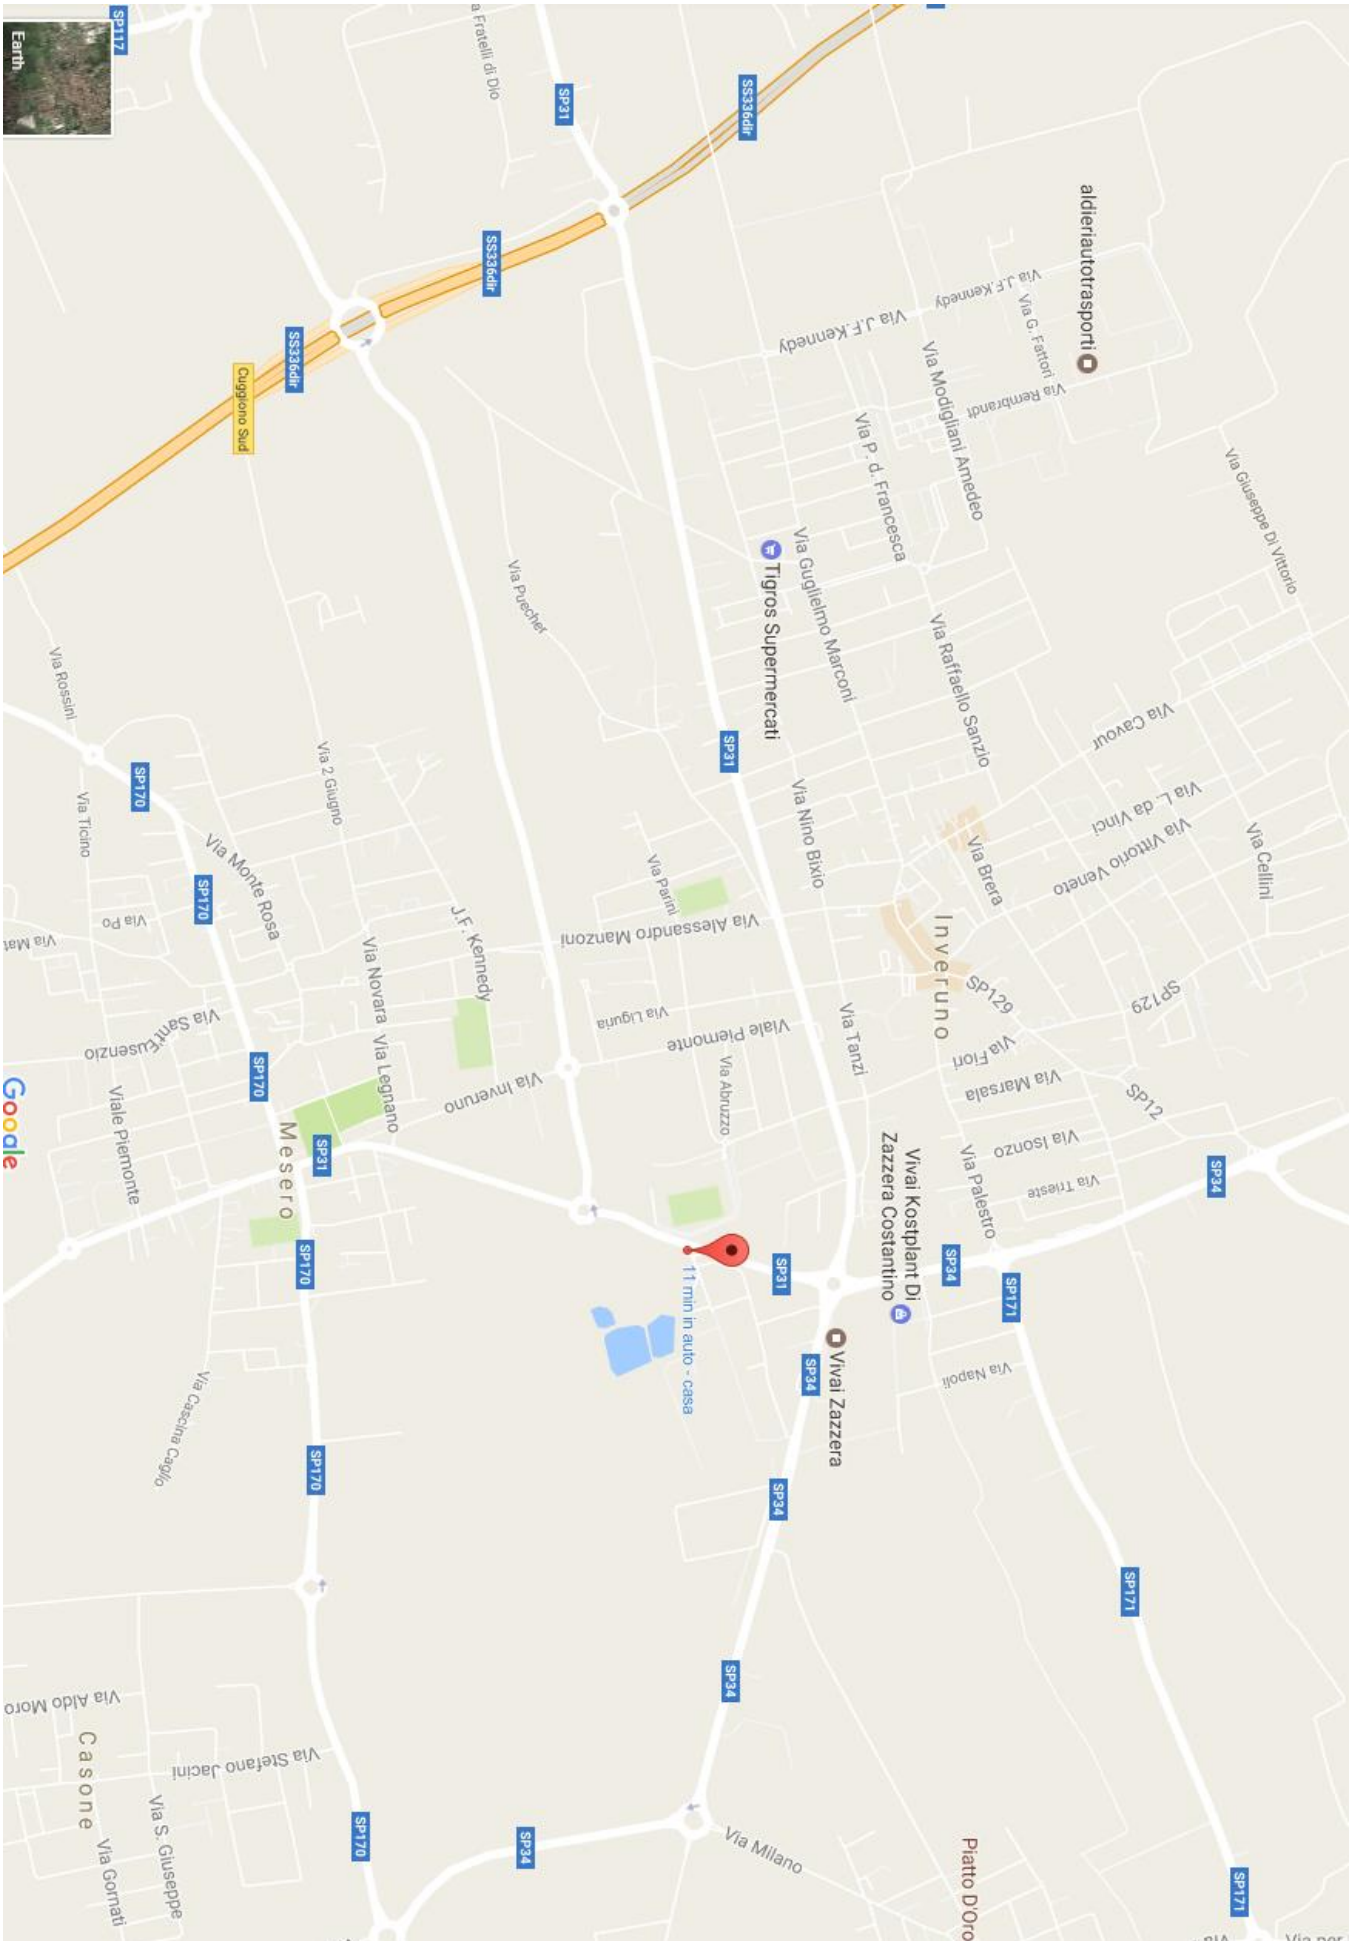 SP117
a Fratelli di Dio
SP31
SS336dir
Earth
aldieriautotrasporti
SS336dir
Via J.F.Kennedy
Via G. Fattori
Via J.F.Kennedy
SS336dir
Cuggiono Sud
Via Modigliani Amedeo
Via Rembrandt
Via P. d. Francesca
Via Giuseppe Di Vittorio
Via Puecher
Tigros Supermercati
Via Guglielmo Marconi
Via Raffaello Sanzio
Via Rossini
SP170
Via Ticino
Via 2 Giugno
SP31
Via Cavour
Via L. da Vinci
Via Vittorio Veneto
Via Cellini
Via Nino Bixio
Via Brera
Via Monte Rosa
SP170
Via Po
Via Mat
Via Parini
Via Alessandro Manzoni
J.F. Kennedy
Via Novara
Inveruno
SP129
SP129
Via Sant'Eusenzio
Via Liguria
Viale Piemonte
Via Tanzi
Via Fiori
Via Marsala
SP12
SP170
Via Legnano
Via Inveruno
Via Abruzzo
Google
Viale Piemonte
Mesero
SP31
Via Isonzo
Via Trieste
Via Palestro
SP34
Vivai Kostplant Di
Zazzera Costantino
SP170
SP31
SP34
SP171
11 min in auto - casa
Vivai Zazzera
SP34
Via Napoli
Via Cascina Caglio
SP170
SP34
SP171
SP34
Via Aldo Moro
Casone
Via Stefano Jacini
Via S. Giuseppe
Via Gornati
SP170
SP34
Via Milano
Piatto D'Oro
SP171
Via
Via per